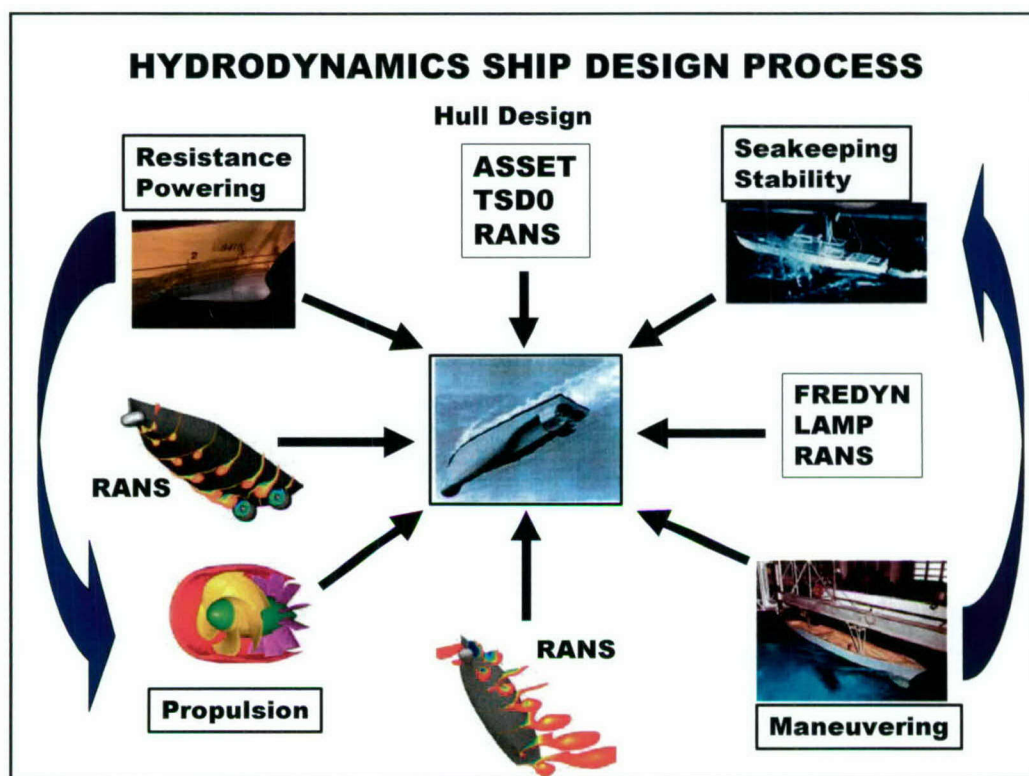 HYDRODYNAMICS SHIP DESIGN PROCESS
Hull Design
Resistance
Powering
ASSET
TSD0
RANS
Seakeeping
Stability
RANS
FREDYN
LAMP
RANS
Propulsion
RANS
Maneuvering